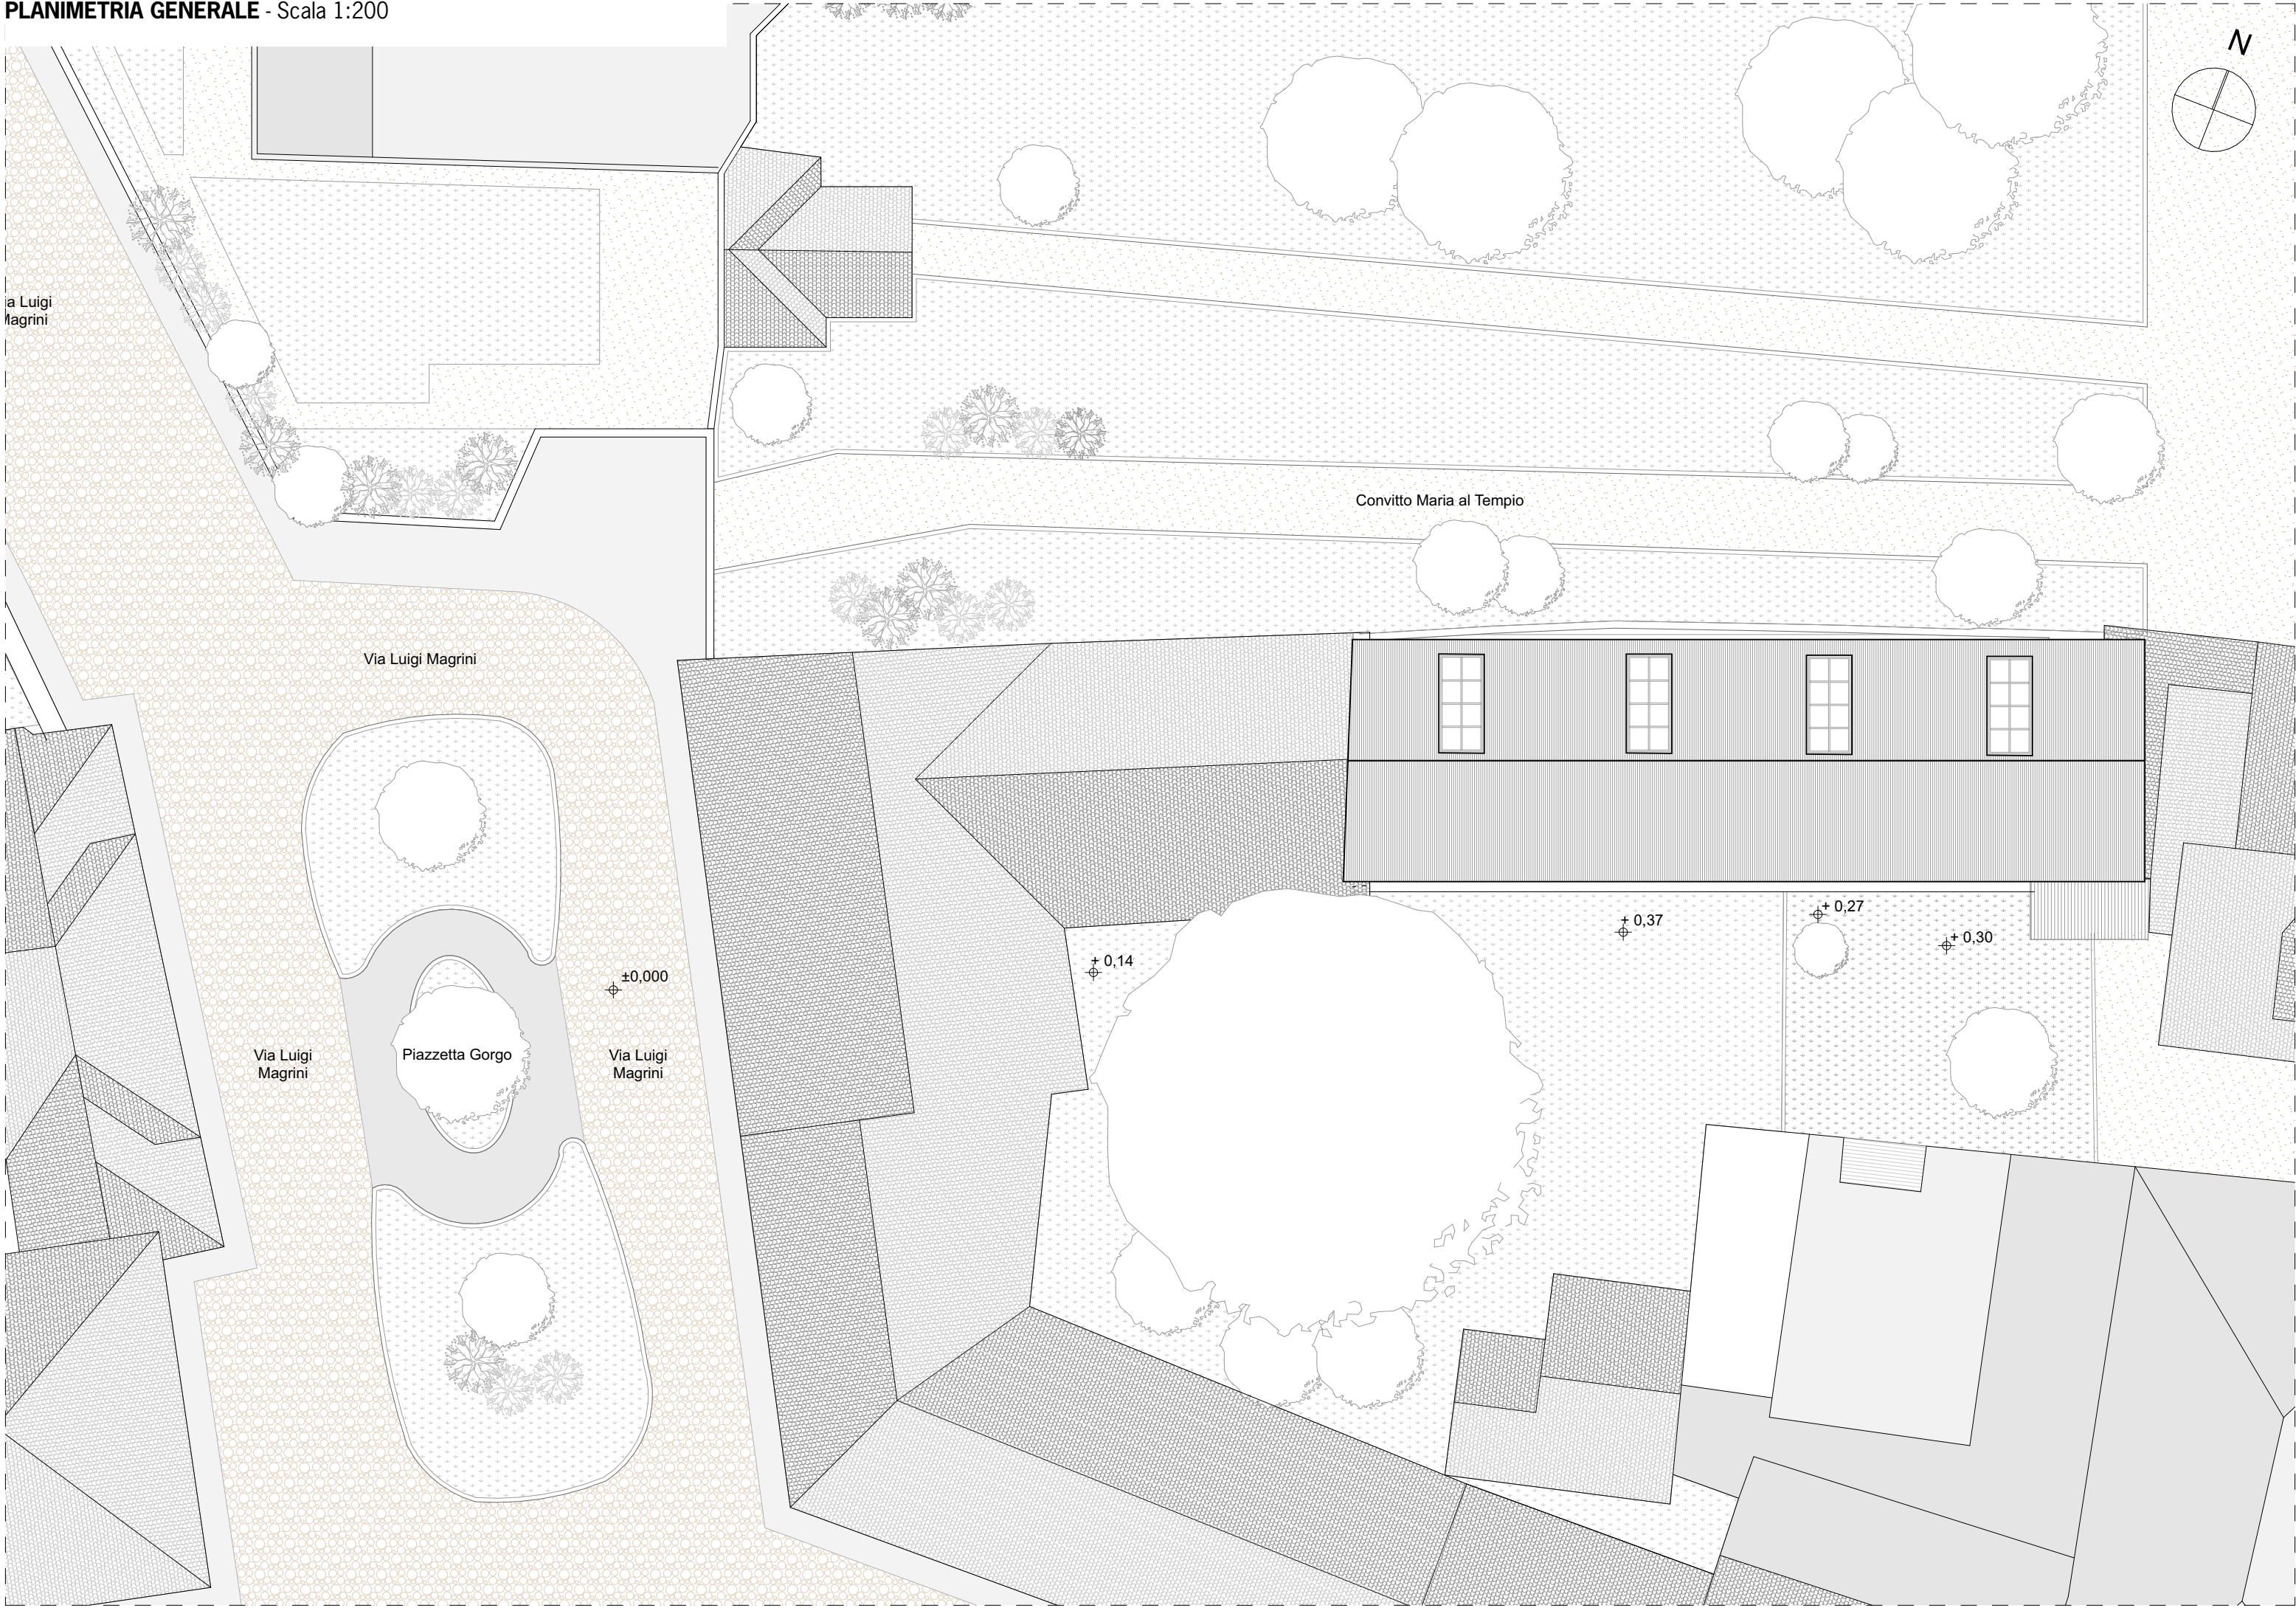 PLANIMETRIA GENERALE - Scala 1:200
N
a Luigi
Magrini
Convitto Maria al Tempio
Via Luigi Magrini
+ 0,27
+ 0,37
+ 0,30
+ 0,14
±0,000
Via Luigi
Magrini
Piazzetta Gorgo
Via Luigi
Magrini